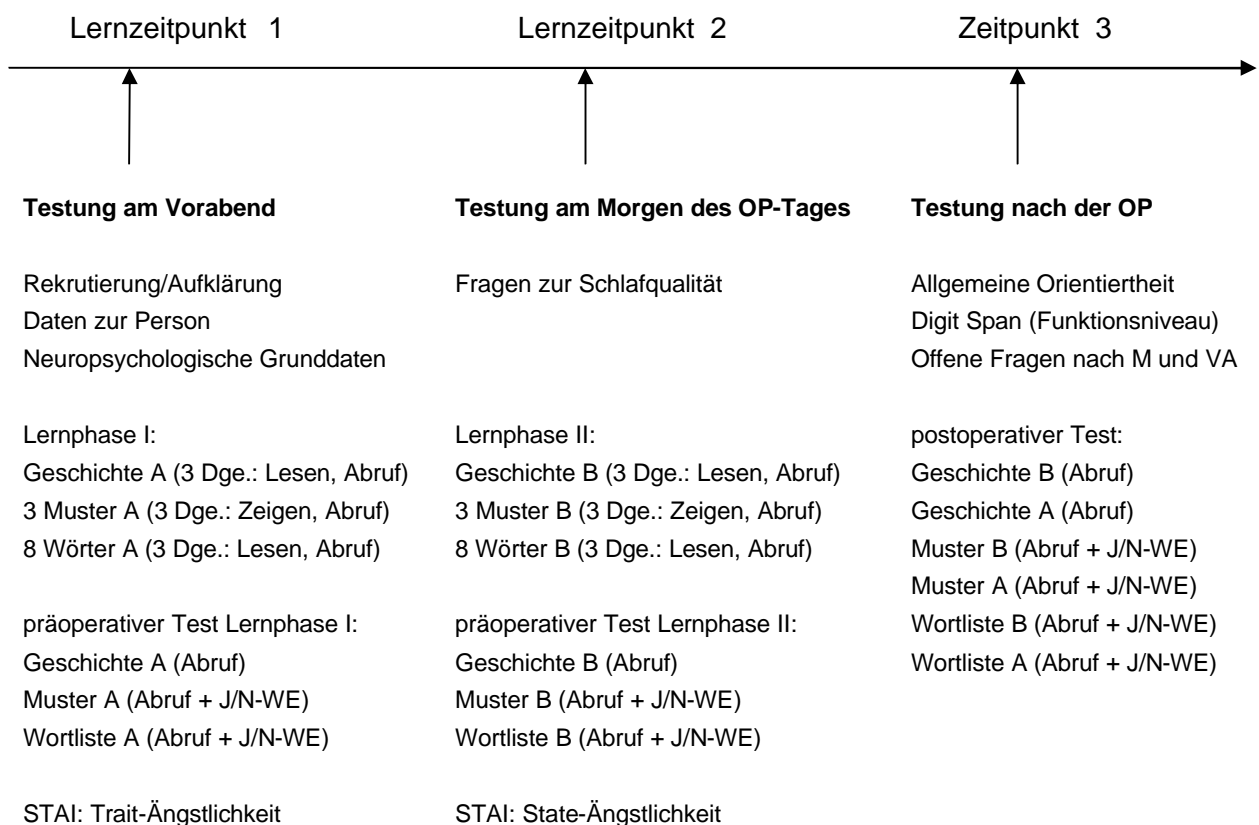 Lernzeitpunkt 1
Lernzeitpunkt 2
Zeitpunkt 3
Testung am Vorabend
Rekrutierung/Aufklärung
Daten zur Person
Neuropsychologische Grunddaten
Lernphase I:
Geschichte A (3 Dge.: Lesen, Abruf)
3 Muster A (3 Dge.: Zeigen, Abruf)
8 Wörter A (3 Dge.: Lesen, Abruf)
präoperativer Test Lernphase I:
Geschichte A (Abruf)
Muster A (Abruf + J/N-WE)
Wortliste A (Abruf + J/N-WE)
STAI: Trait-Ängstlichkeit
Testung am Morgen des OP-Tages
Fragen zur Schlafqualität
Lernphase II:
Geschichte B (3 Dge.: Lesen, Abruf)
3 Muster B (3 Dge.: Zeigen, Abruf)
8 Wörter B (3 Dge.: Lesen, Abruf)
präoperativer Test Lernphase II:
Geschichte B (Abruf)
Muster B (Abruf + J/N-WE)
Wortliste B (Abruf + J/N-WE)
STAI: State-Ängstlichkeit
Testung nach der OP
Allgemeine Orientiertheit
Digit Span (Funktionsniveau)
Offene Fragen nach M und VA
postoperativer Test:
Geschichte B (Abruf)
Geschichte A (Abruf)
Muster B (Abruf + J/N-WE)
Muster A (Abruf + J/N-WE)
Wortliste B (Abruf + J/N-WE)
Wortliste A (Abruf + J/N-WE)